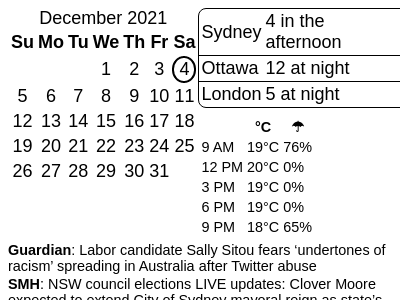 December 2021
Su Mo Tu We Th Fr Sa
1 2 3 4
5 6 7 8 9 10 11
12 13 14 15 16 17 18
19 20 21 22 23 24 25
26 27 28 29 30 31
Sydney 4 in the
afternoon
Ottawa 12 at night
London 5 at night
°C ☂
9 AM 19°C 76%
12 PM 20°C 0%
3 PM 19°C 0%
6 PM 19°C 0%
9 PM 18°C 65%
Guardian: Labor candidate Sally Sitou fears ‘undertones of
racism’ spreading in Australia after Twitter abuse
SMH: NSW council elections LIVE updates: Clover Moore
expected to extend City of Sydney mayoral reign as state’s